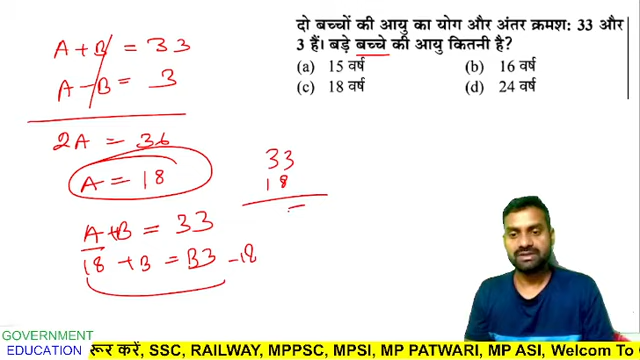 A + B = 33
A - B = 3
2A = 36
A = 18
A + B = 33
18 + B = 33 - 18
33
18
दो बच्चों की आयु का योग और अंतर क्रमश: 33 और
3 हैं। बड़े बच्चे की आयु कितनी है?
(a) 15 वर्ष (b) 16 वर्ष
(c) 18 वर्ष (d) 24 वर्ष
GOVERNMENT
EDUCATION
रूर करें, SSC, RAILWAY, MPPSC, MPSI, MP PATWARI, MP ASI, Welcom To